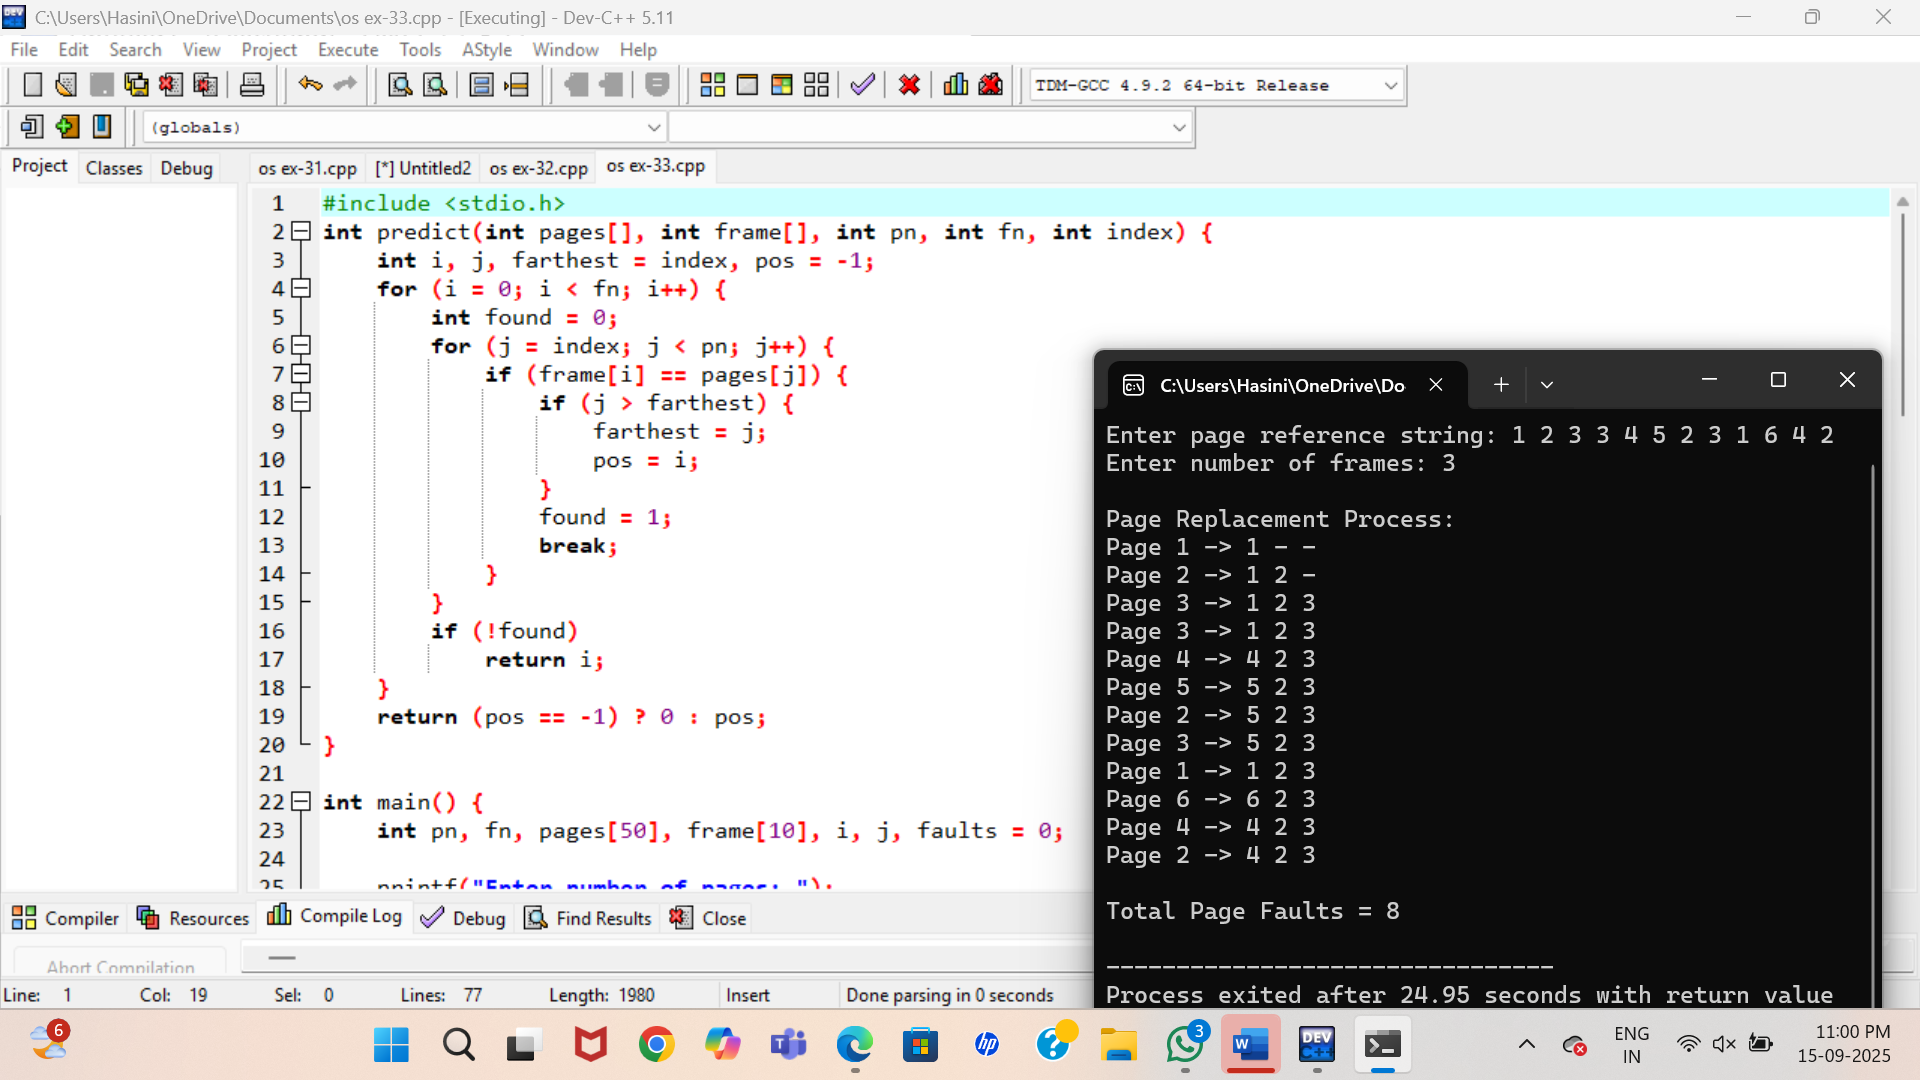 C:\Users\Hasini\OneDrive\Documents\os ex-33.cpp - [Executing] - Dev-C++ 5.11
File Edit Search View Project Execute Tools AStyle Window Help
TDM-GCC 4.9.2 64-bit Release
(globals)
Project Classes Debug
os ex-31.cpp [*] Untitled2 os ex-32.cpp os ex-33.cpp
1 #include <stdio.h>
2 int predict(int pages[], int frame[], int pn, int fn, int index) {
3 int i, j, farthest = index, pos = -1;
4 for (i = 0; i < fn; i++) {
5 int found = 0;
6 for (j = index; j < pn; j++) {
7 if (frame[i] == pages[j]) {
8 if (j > farthest) {
9 farthest = j;
10 pos = i;
11 }
12 found = 1;
13 break;
14 }
15 }
16 if (!found)
17 return i;
18 }
19 return (pos == -1) ? 0 : pos;
20 }
21
22 int main() {
23 int pn, fn, pages[50], frame[10], i, j, faults = 0;
24
25 printf("Enter number of pages: ");
C:\Users\Hasini\OneDrive\Do
Enter page reference string: 1 2 3 3 4 5 2 3 1 6 4 2
Enter number of frames: 3
Page Replacement Process:
Page 1 -> 1 - -
Page 2 -> 1 2 -
Page 3 -> 1 2 3
Page 3 -> 1 2 3
Page 4 -> 4 2 3
Page 5 -> 5 2 3
Page 2 -> 5 2 3
Page 3 -> 5 2 3
Page 1 -> 1 2 3
Page 6 -> 6 2 3
Page 4 -> 4 2 3
Page 2 -> 4 2 3
Total Page Faults = 8
--------------------------------
Process exited after 24.95 seconds with return value
Compiler Resources Compile Log Debug Find Results Close
Abort Compilation
Line: 1 Col: 19 Sel: 0 Lines: 77 Length: 1980 Insert Done parsing in 0 seconds
6
hp
3
W
DEV C++
ENG
IN
11:00 PM
15-09-2025